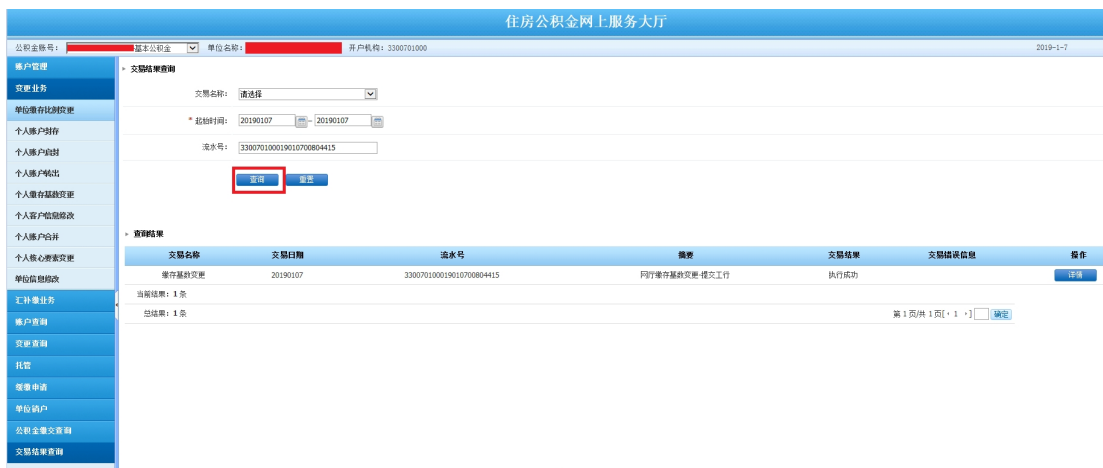 住房公积金网上服务大厅
公积金账号： 基本公积金 单位名称： 开户机构：3300701000 2019-1-7
账户管理
变更业务
单位缴存比例变更
个人账户封存
个人账户启封
个人账户转出
个人缴存基数变更
个人客户信息修改
个人账户合并
个人核心要素变更
单位信息修改
汇补缴业务
账户查询
变更查询
托管
缓缴申请
单位销户
公积金缴交查询
交易结果查询
交易结果查询
交易名称： 请选择
* 起始时间： 20190107 - 20190107
流水号： 330070100019010700804415
查询 重置
查询结果
交易名称 交易日期 流水号 摘要 交易结果 交易错误信息 操作
缴存基数变更 20190107 330070100019010700804415 网厅缴存基数变更-提交工行 执行成功 详情
当前结果：1 条
总结果：1 条 第 1 页/共 1 页[ 1 ] 确定